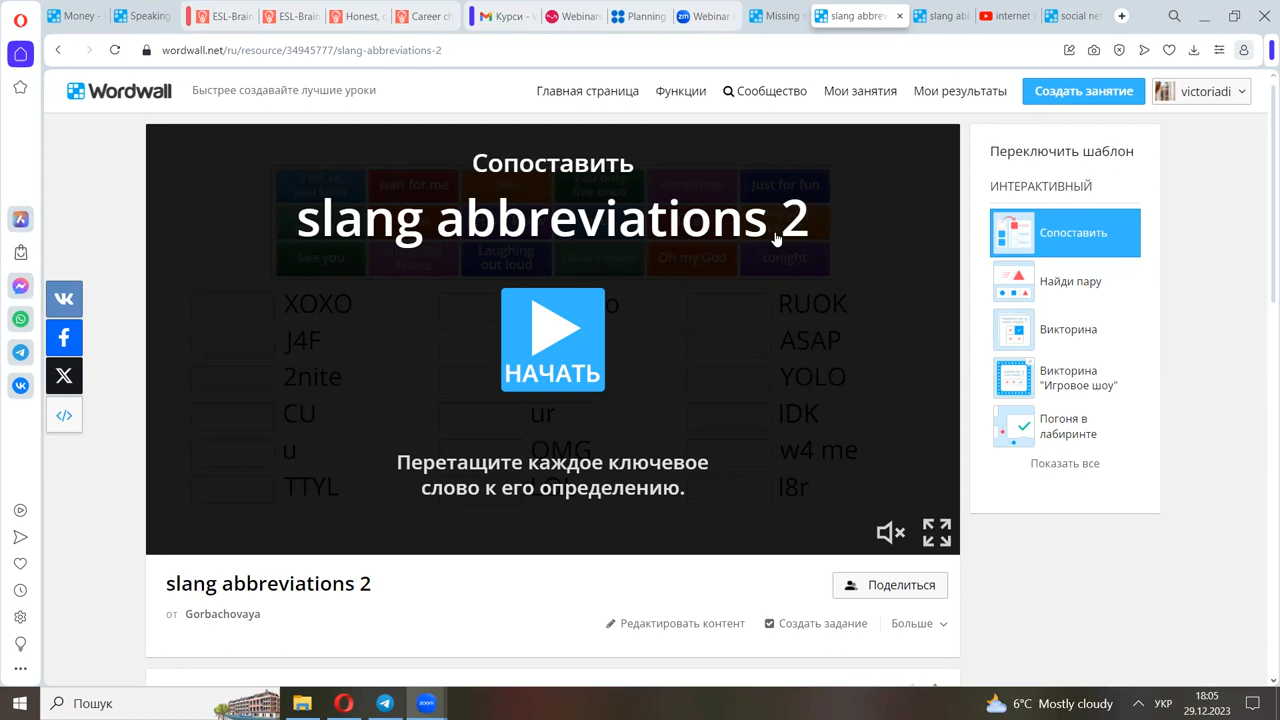 Money -
Speaking
ESL-Brain
ESL-Brain
Honest, c
Career ch
Курси - v
Webinars
Planning
Webinar
Missing y
slang abbrev
slang abl
internet
social net
wordwall.net/ru/resource/34945777/slang-abbreviations-2
Wordwall
Быстрее создавайте лучшие уроки
Главная страница
Функции
Сообщество
Мои занятия
Мои результаты
Создать занятие
victoriadi
Сопоставить
wait for me
Just for fun
slang abbreviations 2
See you
Laughing
out loud
Oh my God
tonight
XOXO
RUOK
J4F
ASAP
2nite
YOLO
НАЧАТЬ
CU
ur
IDK
u
OMG
w4 me
TTYL
l8r
Перетащите каждое ключевое
слово к его определению.
Переключить шаблон
ИНТЕРАКТИВНЫЙ
Сопоставить
Найди пару
Викторина
Викторина
"Игровое шоу"
Погоня в
лабиринте
Показать все
slang abbreviations 2
от Gorbachovaya
Поделиться
Редактировать контент
Создать задание
Больше
Пошук
zoom
6°C Mostly cloudy
УКР
18:05
29.12.2023